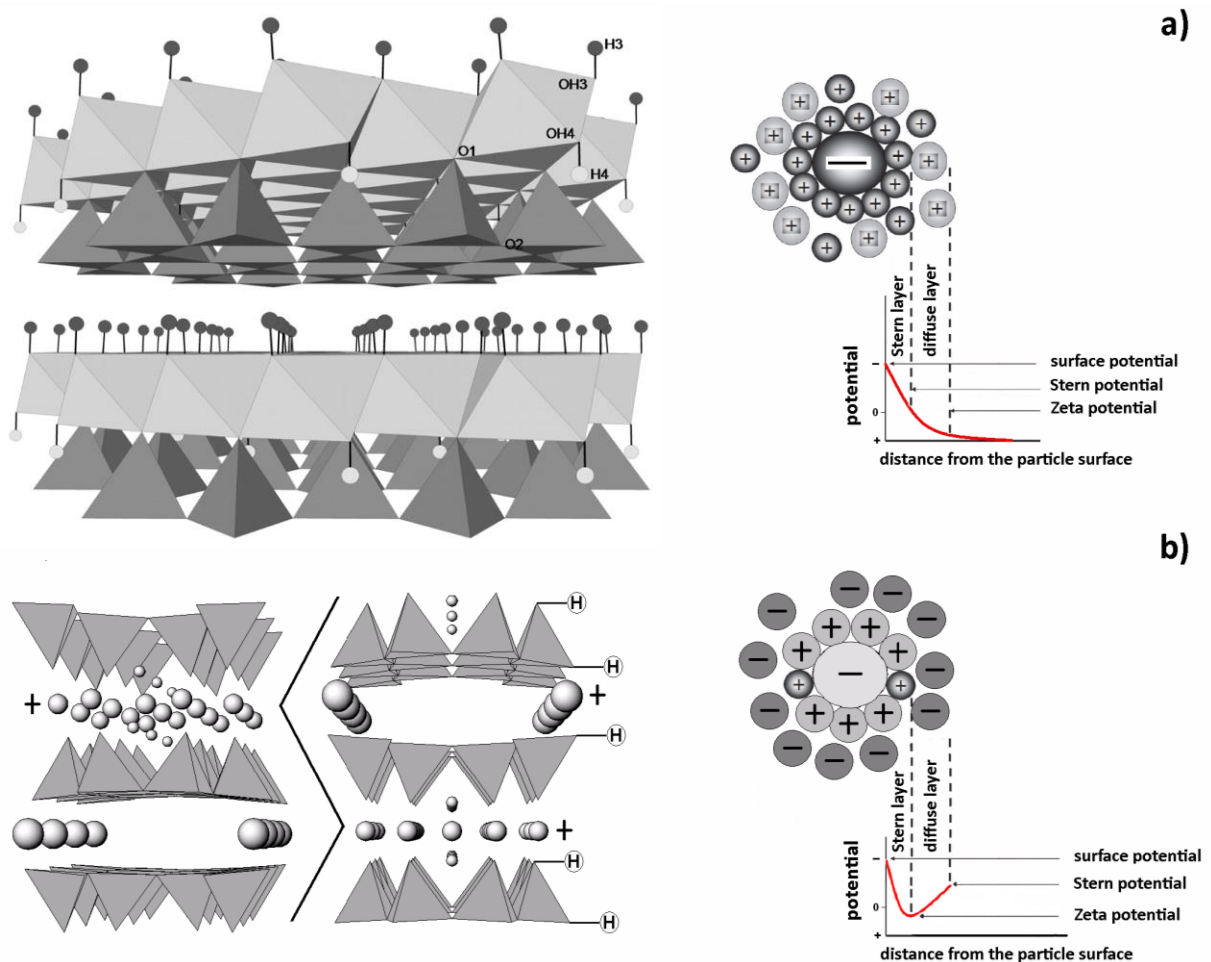 H3
OH3
OH4
O1
H4
O2
+
H
H
+
H
+
H
H
a)
+ + + + + + + + + + + + + + + + + + + + + + + + +
−
Stern layer
diffuse layer
potential
−
0
+
surface potential
Stern potential
Zeta potential
distance from the particle surface
b)
− − − − − − − − − − − −
+ + + + + + + + +
−
Stern layer
diffuse layer
potential
−
0
+
surface potential
Stern potential
Zeta potential
distance from the particle surface